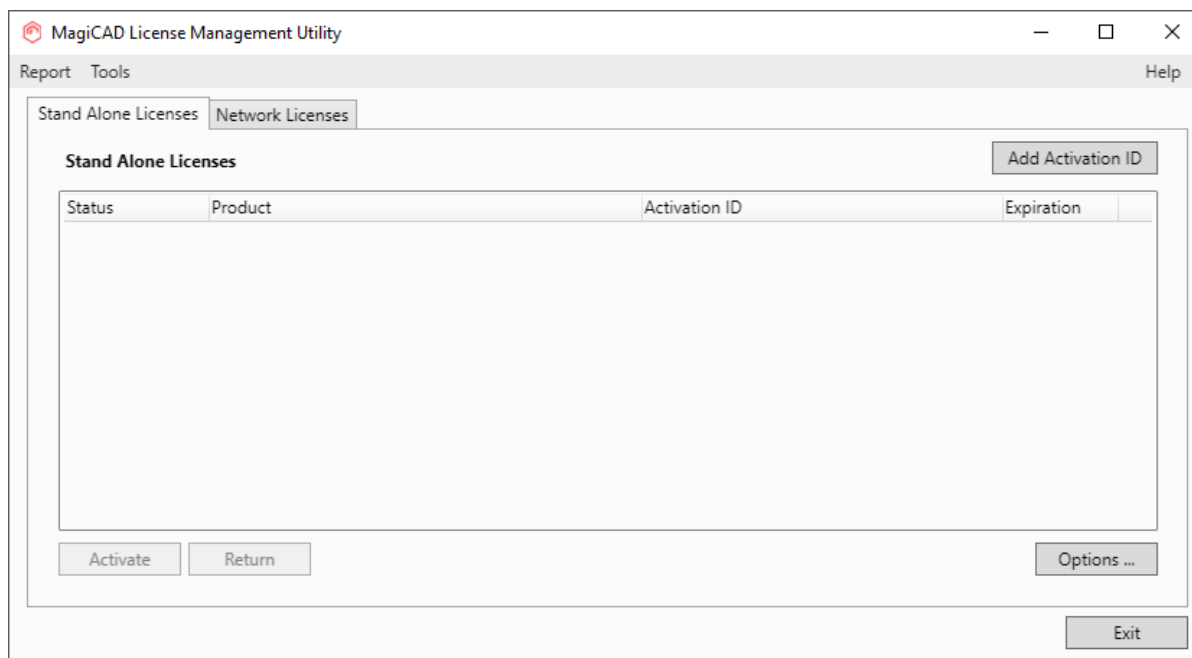 MagiCAD License Management Utility
Report Tools Help
Stand Alone Licenses Network Licenses
Stand Alone Licenses Add Activation ID
Status Product Activation ID Expiration
Activate Return Options ...
Exit